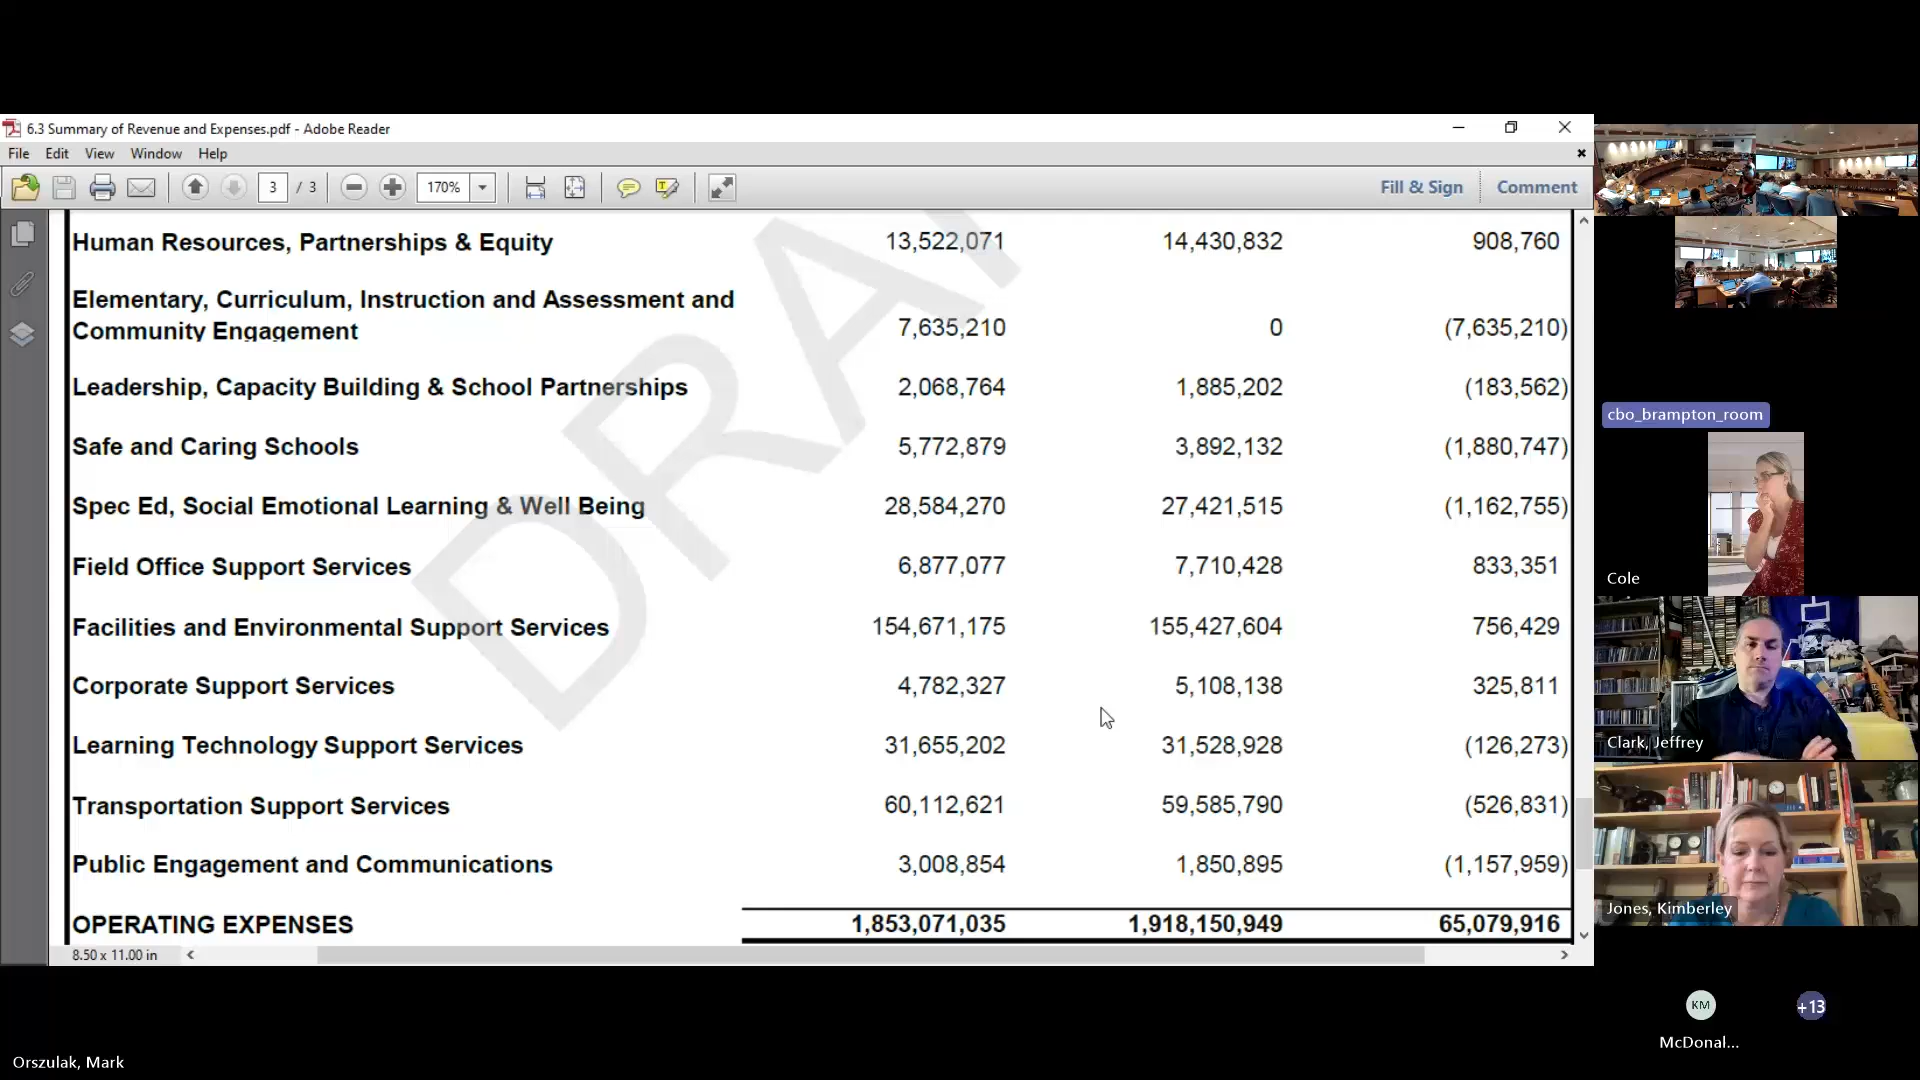 6.3 Summary of Revenue and Expenses.pdf - Adobe Reader
File Edit View Window Help
3 / 3 170% Fill & Sign Comment
Human Resources, Partnerships & Equity 13,522,071 14,430,832 908,760
Elementary, Curriculum, Instruction and Assessment and
Community Engagement 7,635,210 0 (7,635,210)
Leadership, Capacity Building & School Partnerships 2,068,764 1,885,202 (183,562)
Safe and Caring Schools 5,772,879 3,892,132 (1,880,747)
Spec Ed, Social Emotional Learning & Well Being 28,584,270 27,421,515 (1,162,755)
Field Office Support Services 6,877,077 7,710,428 833,351
Facilities and Environmental Support Services 154,671,175 155,427,604 756,429
Corporate Support Services 4,782,327 5,108,138 325,811
Learning Technology Support Services 31,655,202 31,528,928 (126,273)
Transportation Support Services 60,112,621 59,585,790 (526,831)
Public Engagement and Communications 3,008,854 1,850,895 (1,157,959)
OPERATING EXPENSES 1,853,071,035 1,918,150,949 65,079,916
8.50 x 11.00 in
DRA
cbo_brampton_room
Cole
Clark, Jeffrey
Jones, Kimberley
KM
+13
McDonal...
Orszulak, Mark